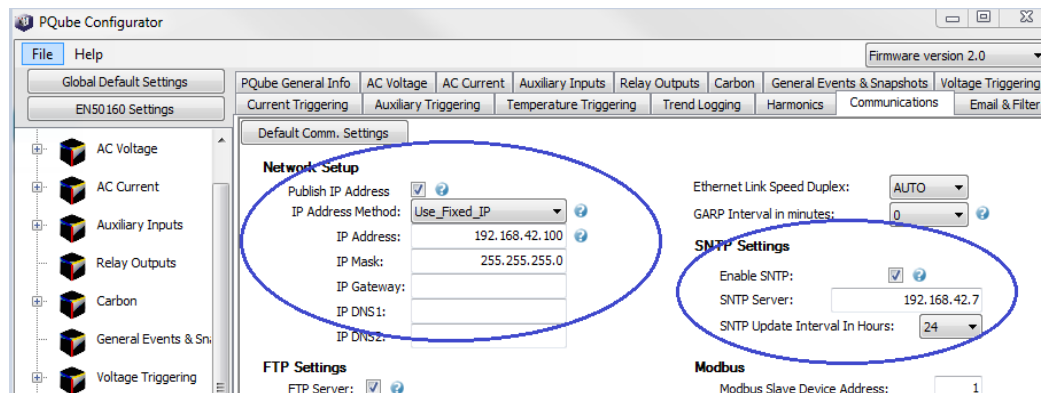 PQube Configurator
File Help
Firmware version 2.0
Global Default Settings
EN50160 Settings
PQube General Info AC Voltage AC Current Auxiliary Inputs Relay Outputs Carbon General Events & Snapshots Voltage Triggering
Current Triggering Auxiliary Triggering Temperature Triggering Trend Logging Harmonics Communications Email & Filter
AC Voltage
AC Current
Auxiliary Inputs
Relay Outputs
Carbon
General Events & Sna
Voltage Triggering
Default Comm. Settings
Network Setup
Publish IP Address
IP Address Method: Use_Fixed_IP
IP Address: 192.168.42.100
IP Mask: 255.255.255.0
IP Gateway:
IP DNS1:
IP DNS2:
FTP Settings
FTP Server:
Ethernet Link Speed Duplex: AUTO
GARP Interval in minutes: 0
SNTP Settings
Enable SNTP:
SNTP Server: 192.168.42.7
SNTP Update Interval In Hours: 24
Modbus
Modbus Slave Device Address: 1